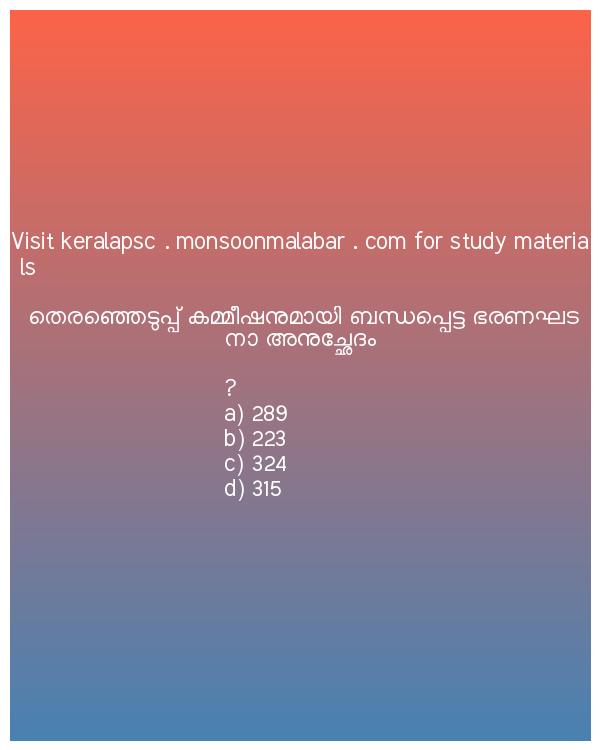 Visit keralapsc . monsoonmalabar . com for study materia
ls
തെരഞ്ഞെടുപ്പ് കമ്മീഷനുമായി ബന്ധപ്പെട്ട ഭരണഘട
നാ അനുച്ഛേദം
?
a) 289
b) 223
c) 324
d) 315